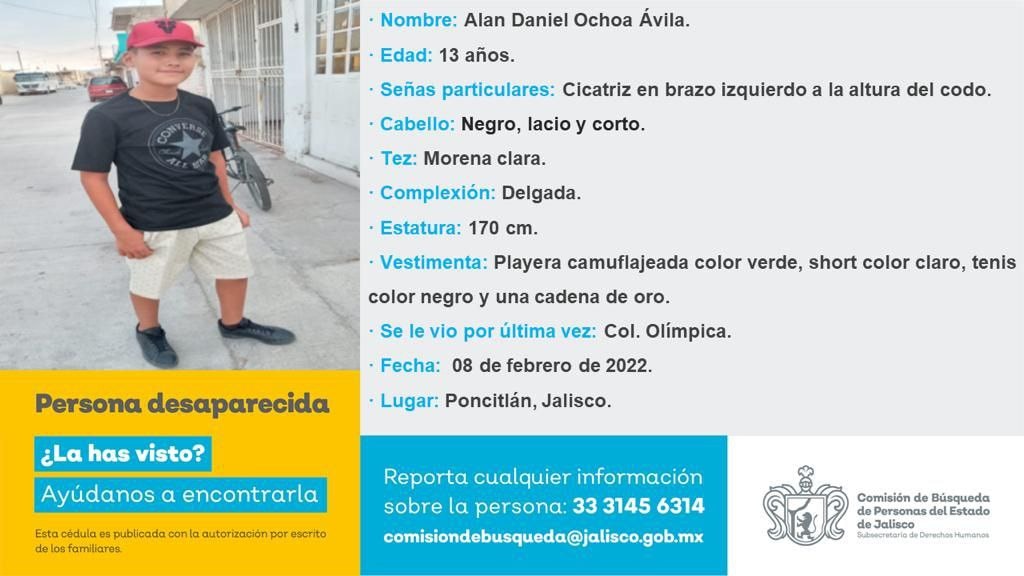 CONVERSE
ALL
· Nombre: Alan Daniel Ochoa Ávila.
· Edad: 13 años.
· Señas particulares: Cicatriz en brazo izquierdo a la altura del codo.
· Cabello: Negro, lacio y corto.
· Tez: Morena clara.
· Complexión: Delgada.
· Estatura: 170 cm.
· Vestimenta: Playera camuflajeada color verde, short color claro, tenis
color negro y una cadena de oro.
· Se le vio por última vez: Col. Olímpica.
· Fecha: 08 de febrero de 2022.
· Lugar: Poncitlán, Jalisco.
Persona desaparecida
¿La has visto?
Ayúdanos a encontrarla
Esta cédula es publicada con la autorización por escrito
de los familiares.
Reporta cualquier información
sobre la persona: 33 3145 6314
comisiondebusqueda@jalisco.gob.mx
Comisión de Búsqueda
de Personas del Estado
de Jalisco
Subsecretaría de Derechos Humanos